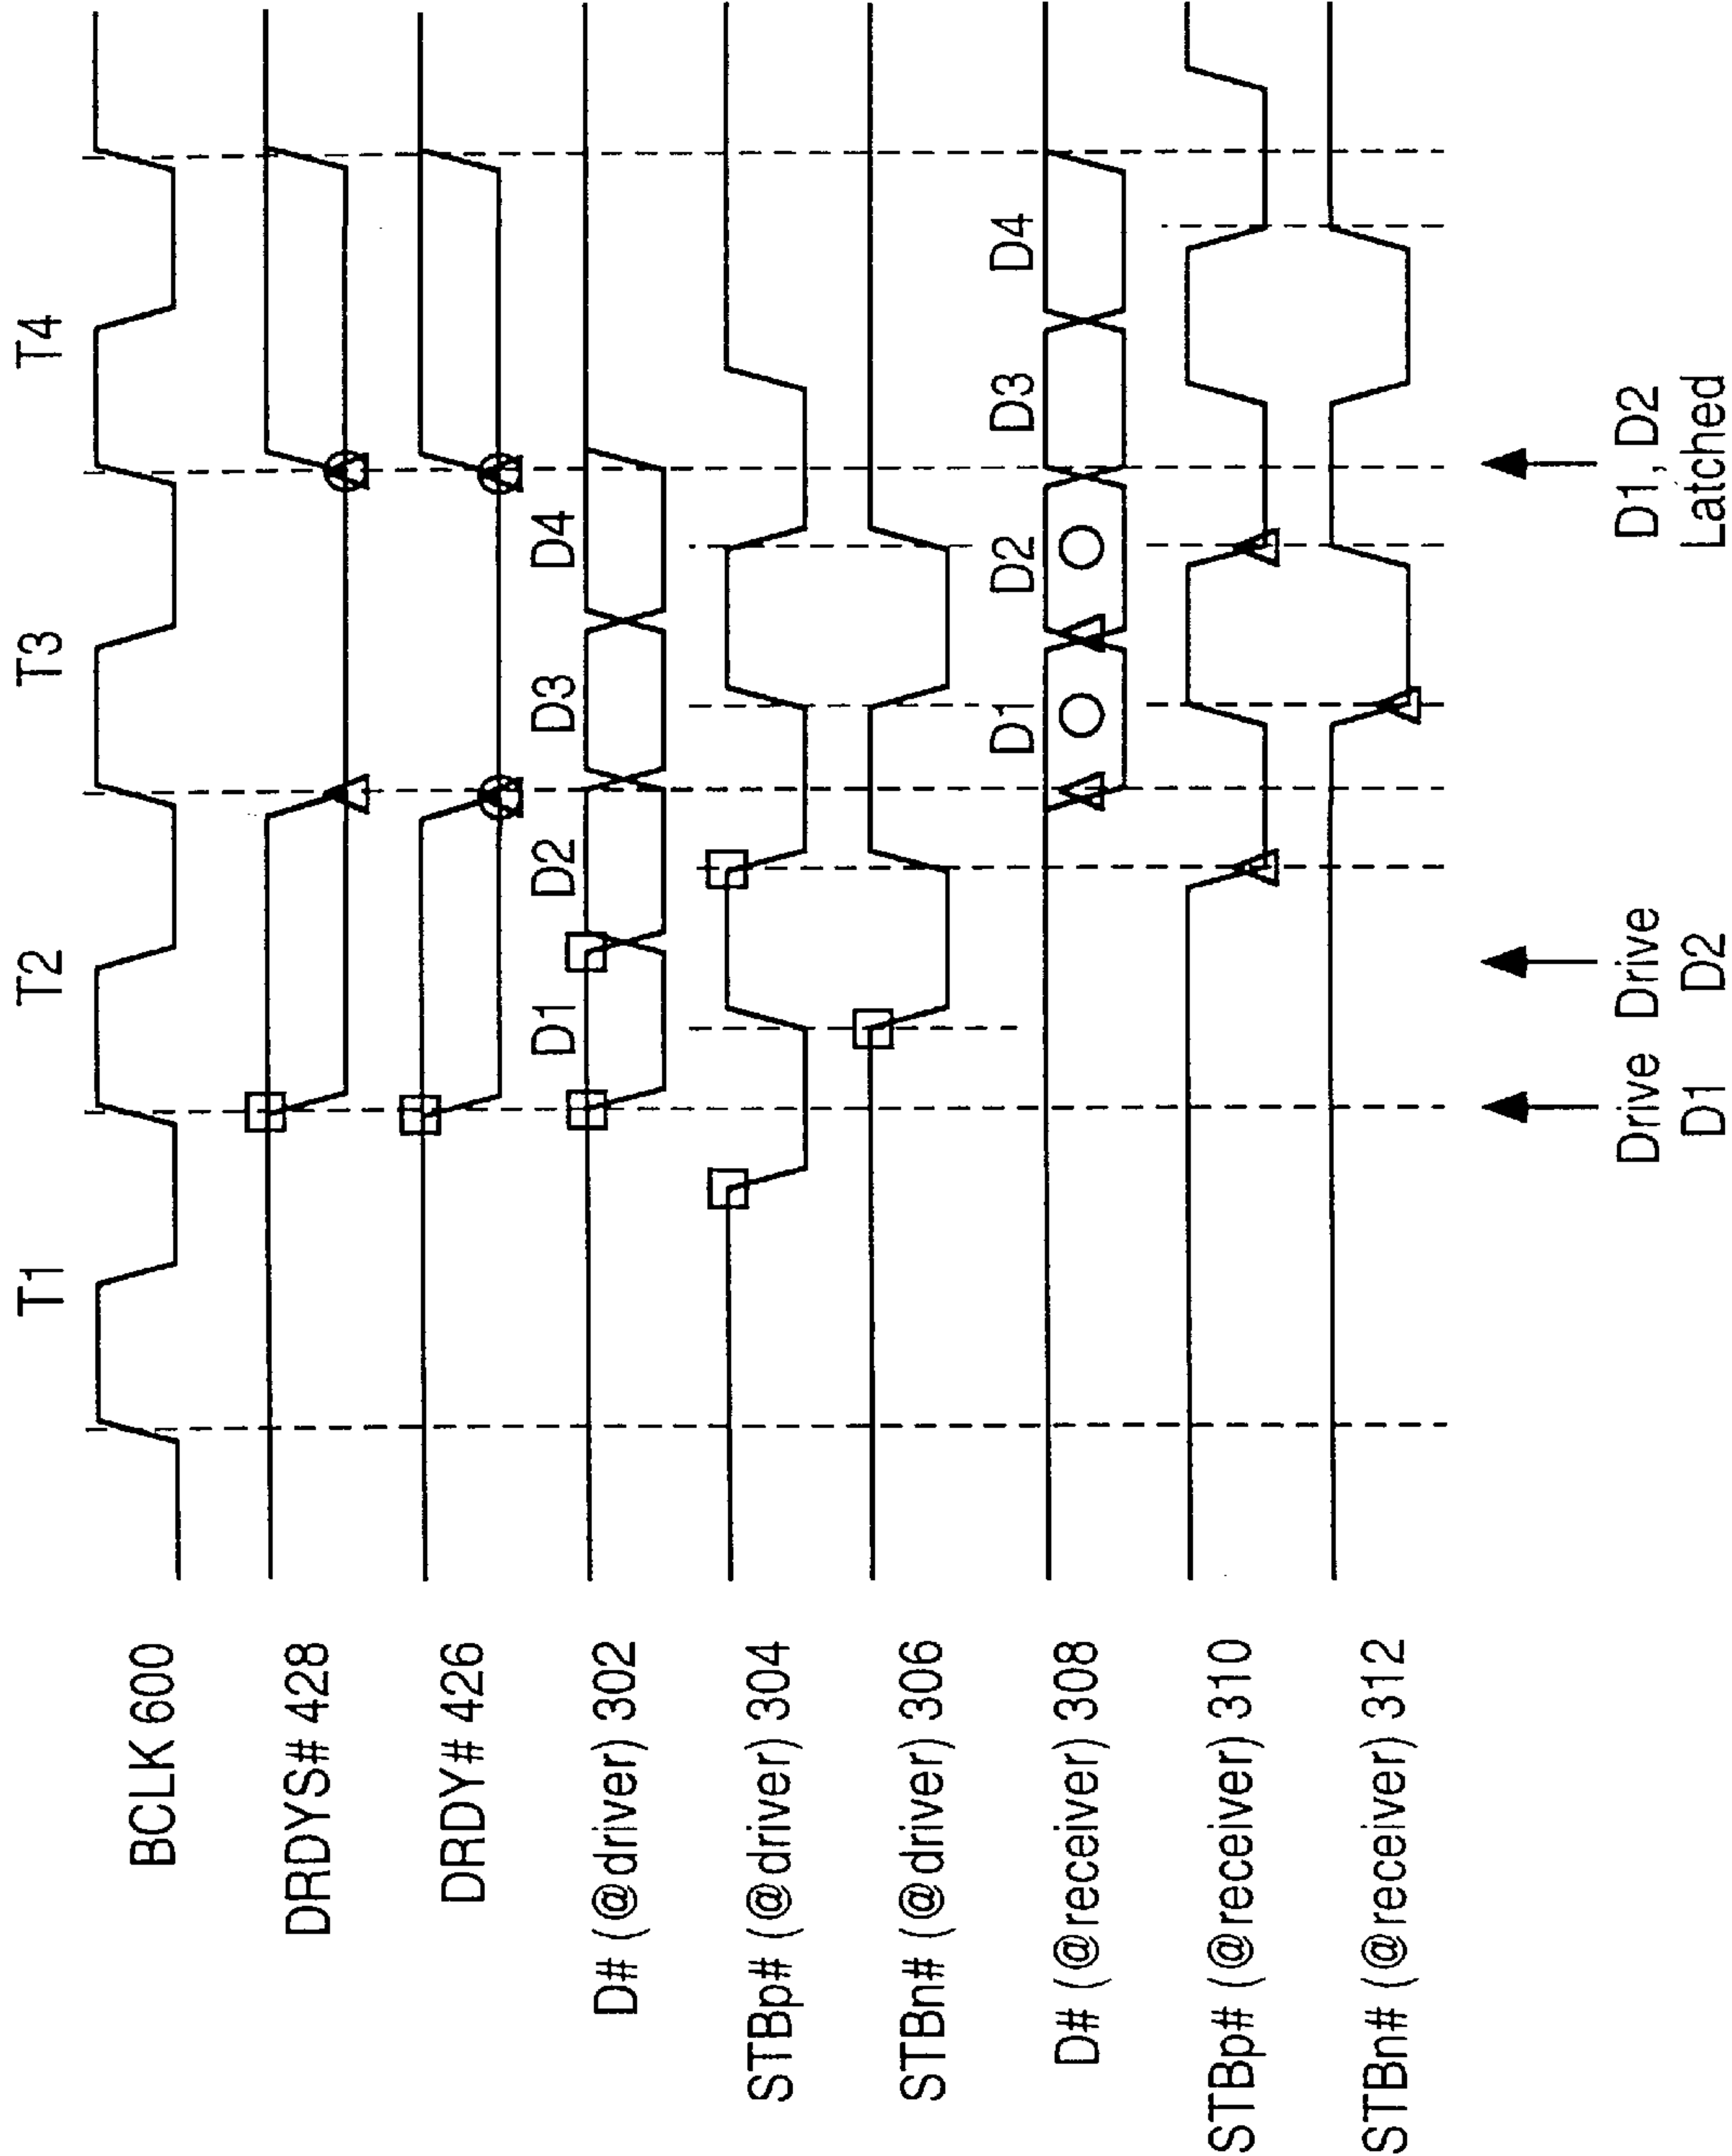 T1 T2 T3 T4
BCLK 600
DRDYS# 428
DRDY# 426
D1 D2 D3 D4
D# (@driver) 302
STBp# (@driver) 304
STBn# (@driver) 306
D1 D2 D3 D4
D# (@receiver) 308
STBp# (@receiver) 310
STBn# (@receiver) 312
Drive D1
Drive D2
D1, D2
Latched